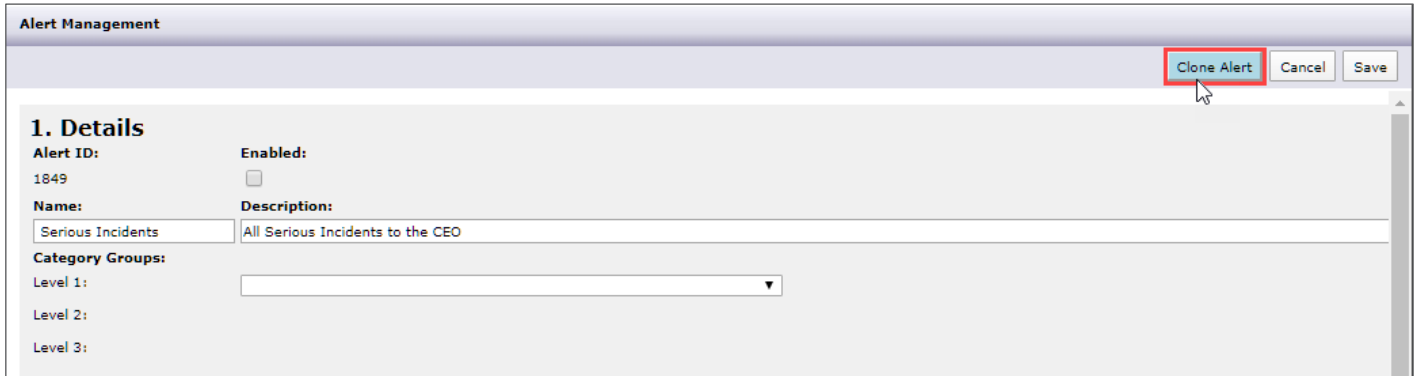 Alert Management
Clone Alert Cancel Save
1. Details
Alert ID: Enabled:
1849
Name: Description:
Serious Incidents All Serious Incidents to the CEO
Category Groups:
Level 1:
Level 2:
Level 3: